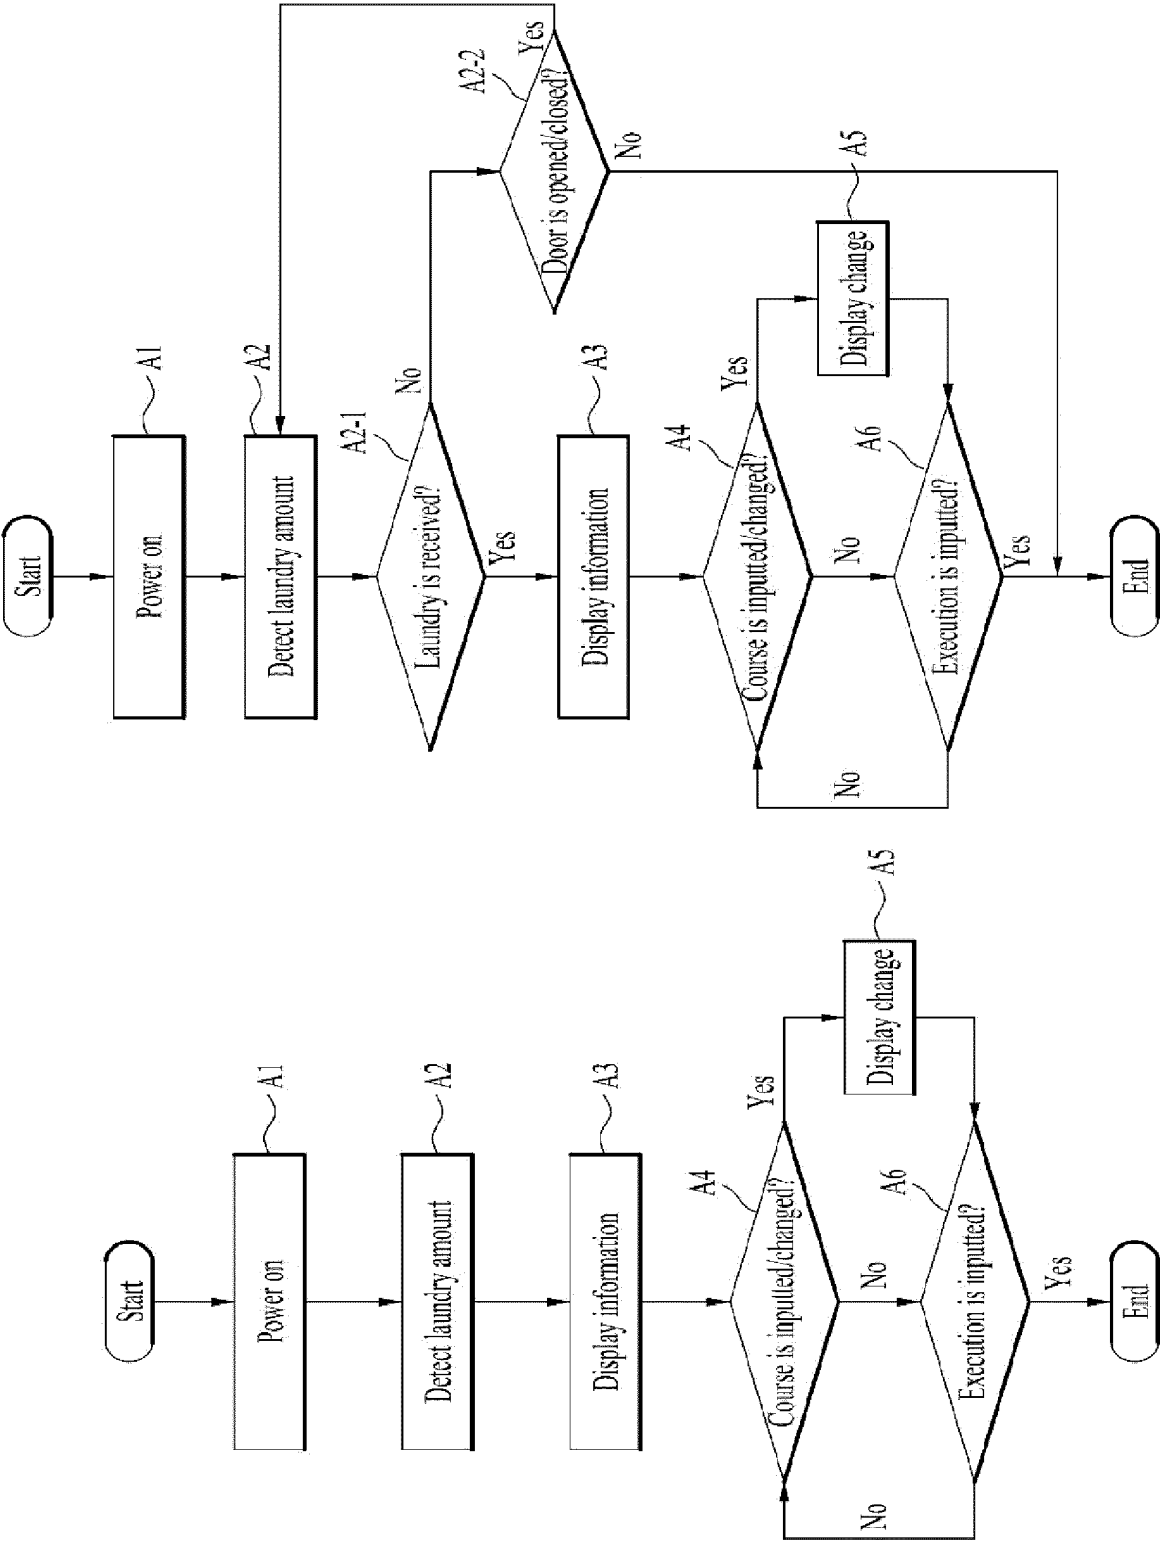 Start
Power on
A1
Detect laundry amount
A2
Display information
A3
Course is inputted/changed?
A4
Yes
Display change
A5
No
Execution is inputted?
A6
No
Yes
End
Start
Power on
A1
Detect laundry amount
A2
Laundry is received?
A2-1
No
Yes
Door is opened/closed?
A2-2
Yes
No
Display information
A3
Course is inputted/changed?
A4
Yes
Display change
A5
No
Execution is inputted?
A6
No
Yes
End